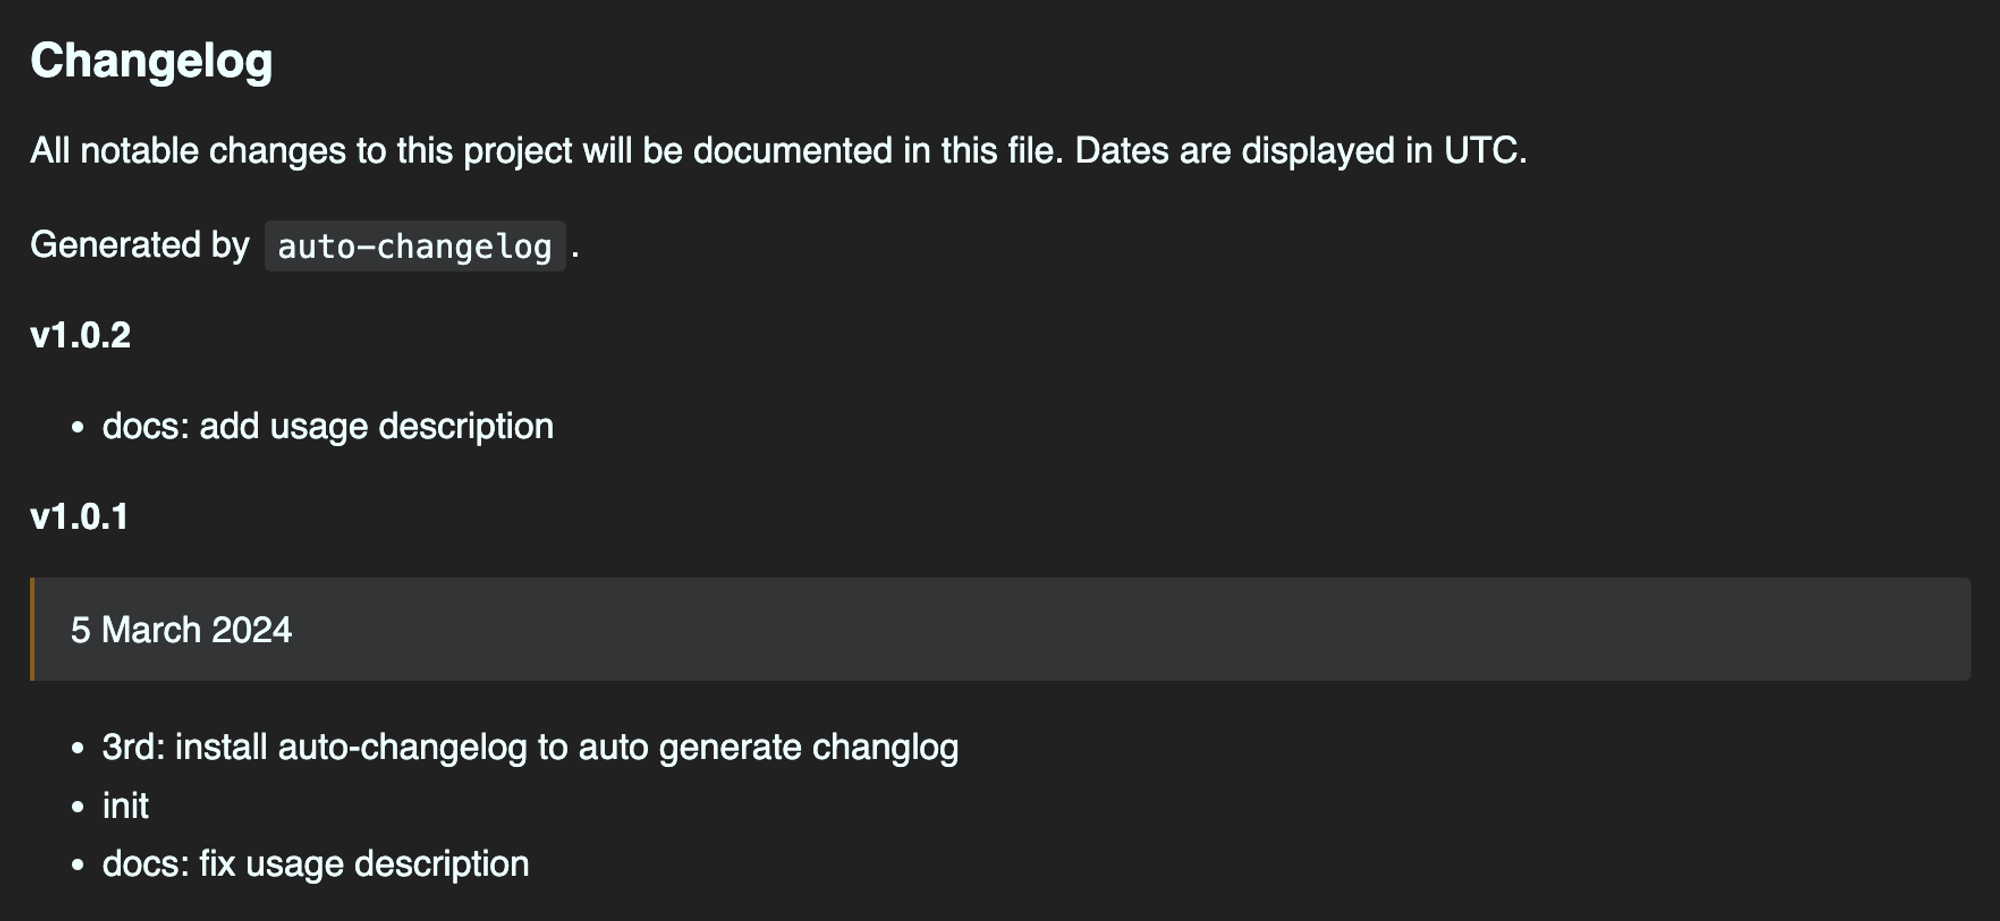 Changelog
All notable changes to this project will be documented in this file. Dates are displayed in UTC.
Generated by auto-changelog.
v1.0.2
• docs: add usage description
v1.0.1
5 March 2024
• 3rd: install auto-changelog to auto generate changlog
• init
• docs: fix usage description